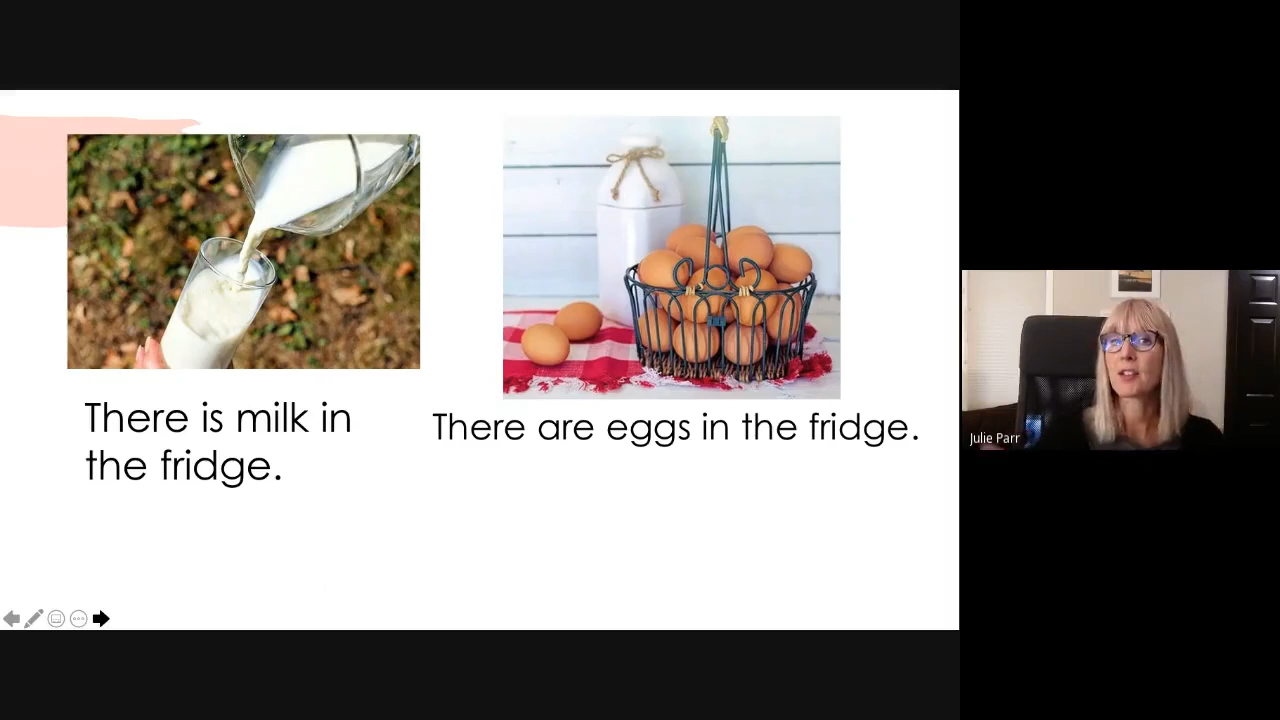 There is milk in
the fridge.
There are eggs in the fridge.
Julie Parr